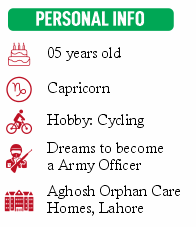 PERSONAL INFO
05 years old
Capricorn
Hobby: Cycling
Dreams to become
a Army Officer
Aghosh Orphan Care
Homes, Lahore